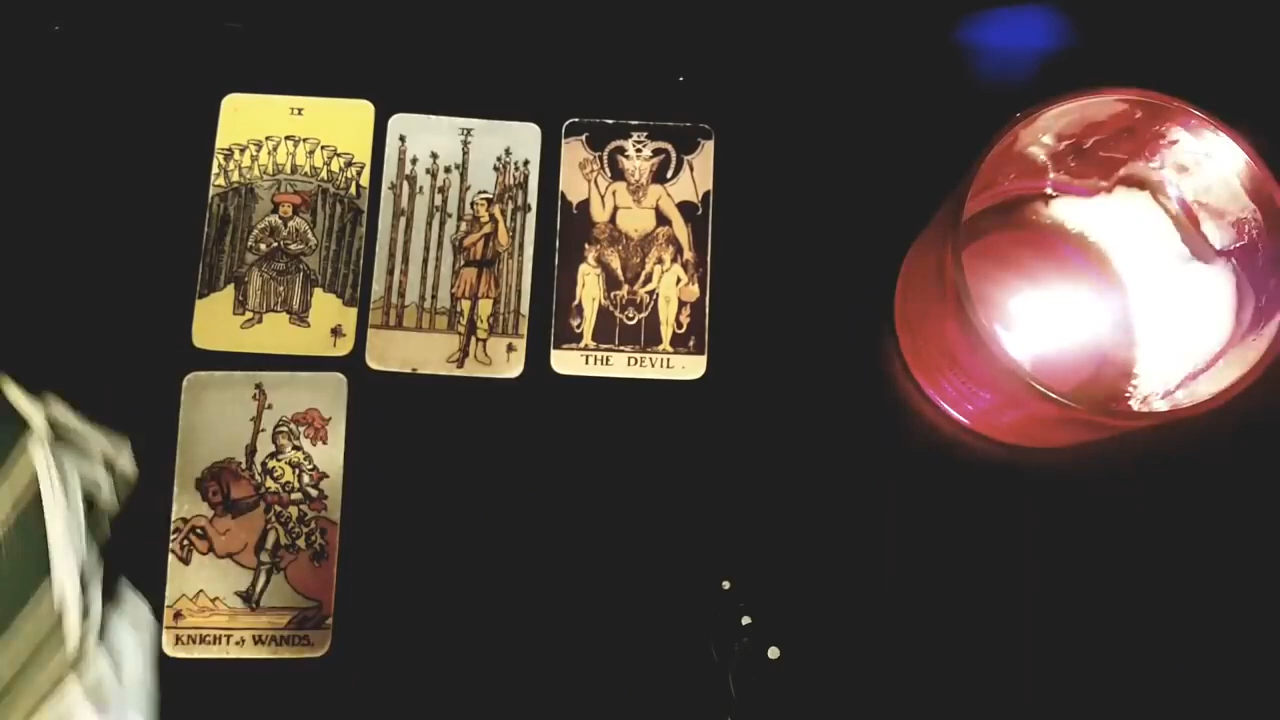 IX
IX
THE DEVIL.
KNIGHT of WANDS.